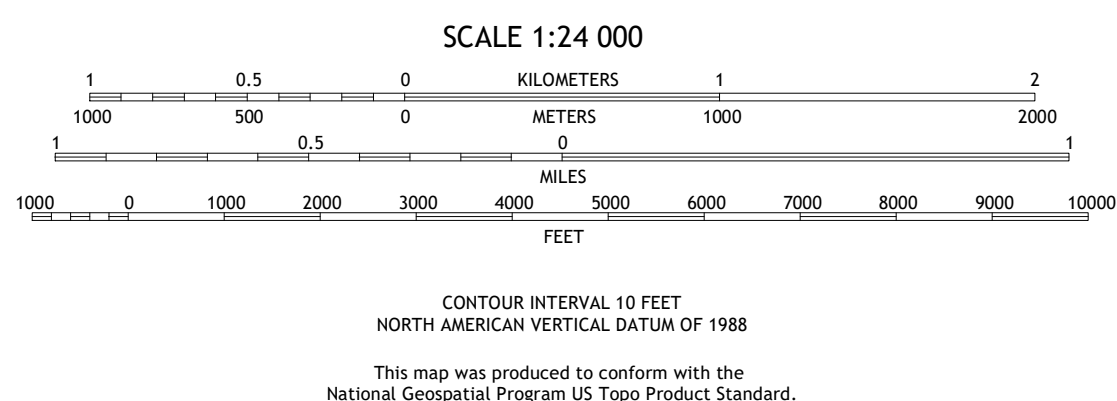 SCALE 1:24 000
1 0.5 0 KILOMETERS 1 2
1000 500 0 METERS 1000 2000
1 0.5 0 1
MILES
1000 0 1000 2000 3000 4000 5000 6000 7000 8000 9000 10000
FEET
CONTOUR INTERVAL 10 FEET
NORTH AMERICAN VERTICAL DATUM OF 1988
This map was produced to conform with the
National Geospatial Program US Topo Product Standard.